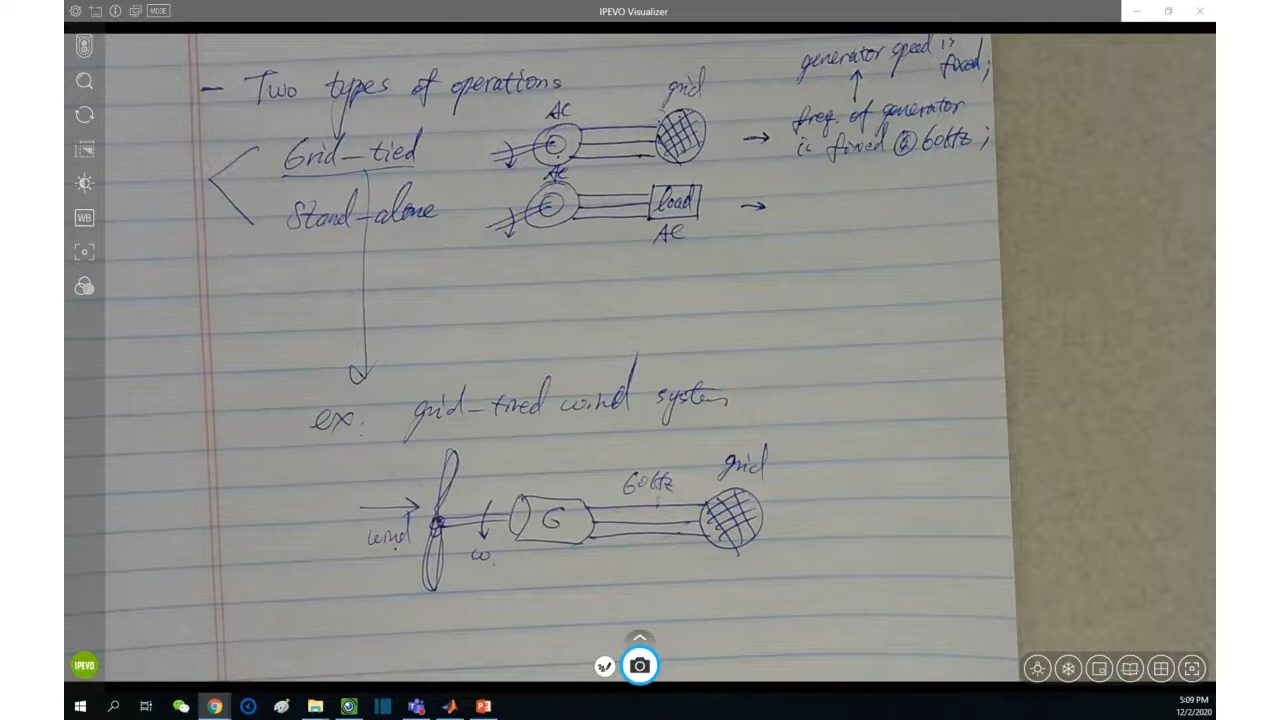 IPEVO Visualizer
MODE
WB
generator speed is fixed;
- Two types of operations
AC
grid
freq. of generator
is fixed @ 60Hz;
Grid-tied
→
AC
Stand-alone
load
→
AC
ex: grid-tied wind system
grid
60Hz
wind
G
ω
IPEVO
5:09 PM
12/2/2020